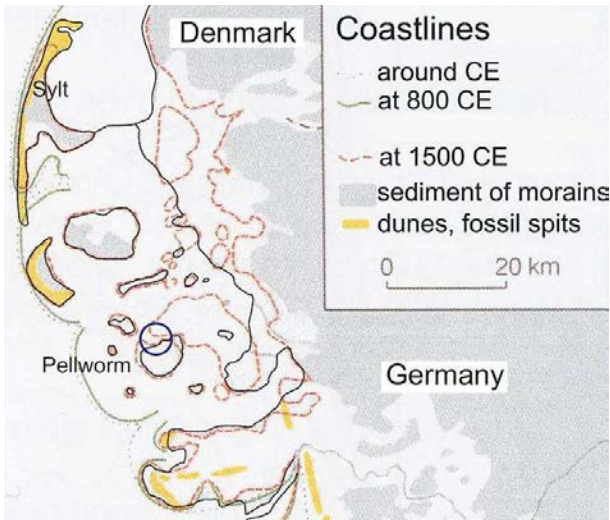 Denmark
Sylt
Pellworm
Germany
Coastlines
around CE
at 800 CE
at 1500 CE
sediment of morains
dunes, fossil spits
0 20 km